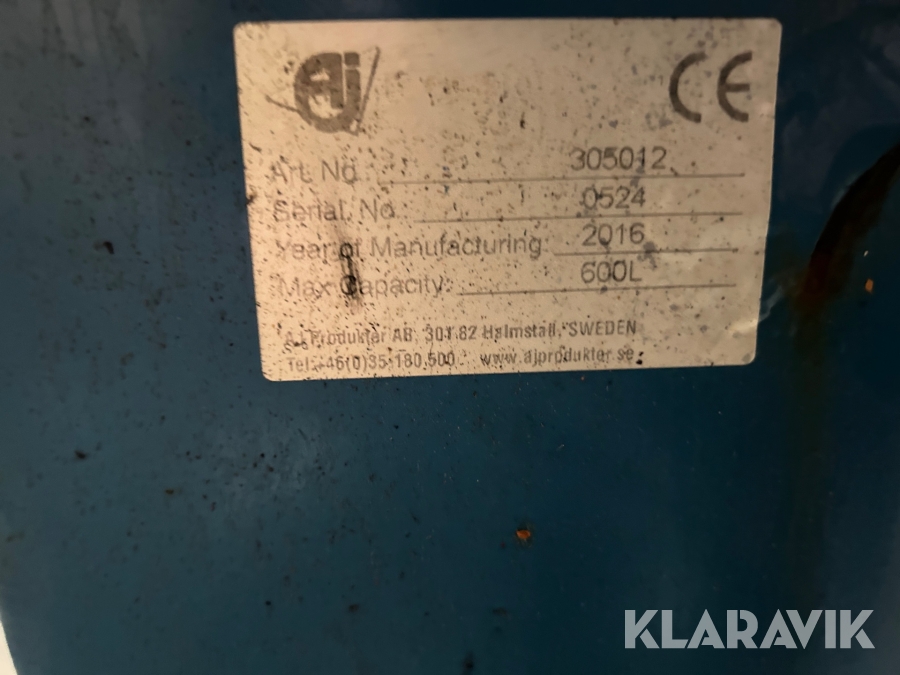 Aj CE
Art. No 305012
Serial. No 0524
Year of Manufacturing: 2016
Max Capacity: 600L
AJ Produkter AB, 301 82 Halmstad, SWEDEN
Tel: +46(0)35-180 500 www.ajprodukter.se
KLARAVIK